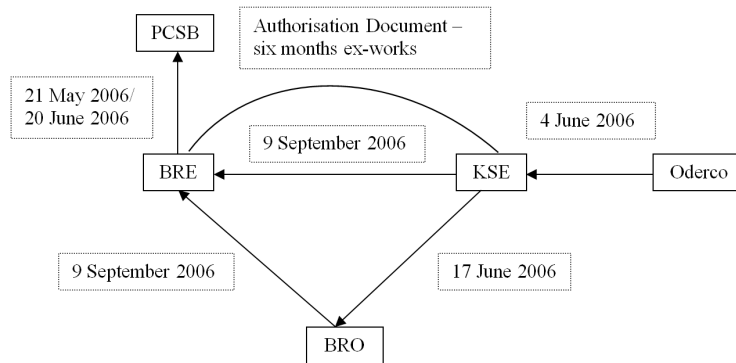 PCSB
Authorisation Document –
six months ex-works
21 May 2006/
20 June 2006
9 September 2006
4 June 2006
BRE
KSE
Oderco
9 September 2006
17 June 2006
BRO